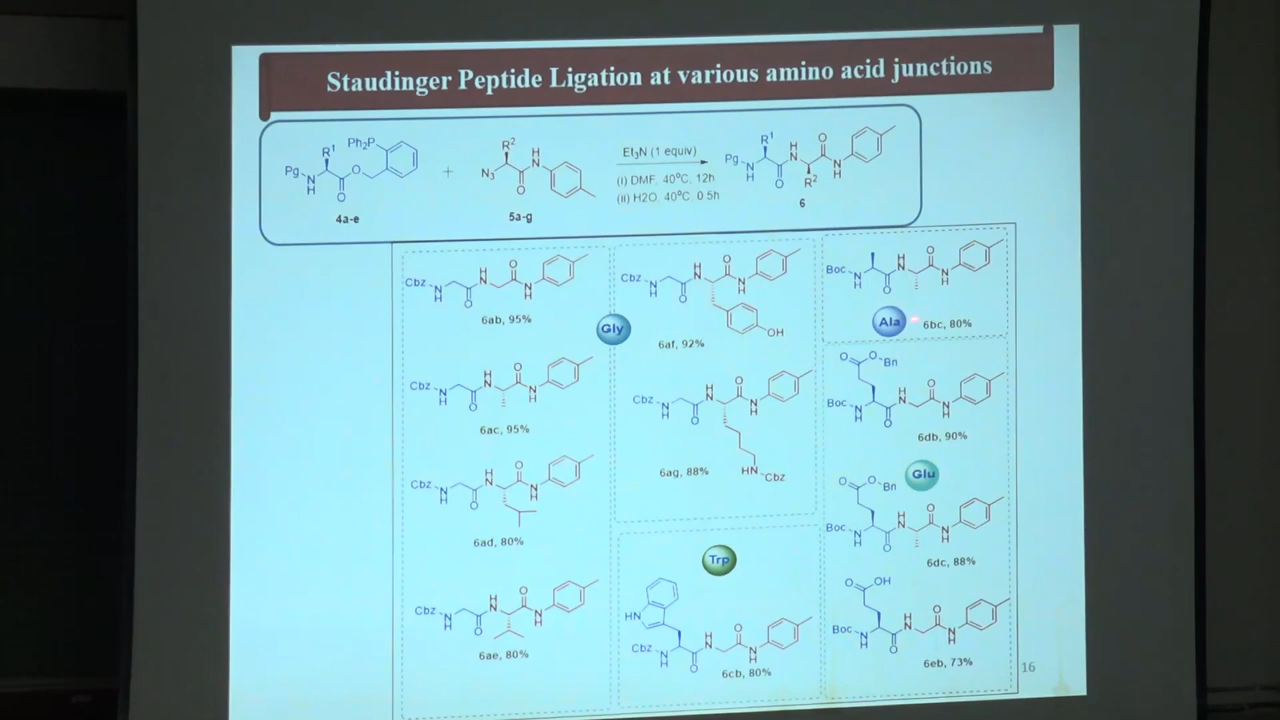 Staudinger Peptide Ligation at various amino acid junctions
Pg N H R¹ O O Ph₂P
4a-e
+
N₃ R² O H N
5a-g
Et₃N (1 equiv)
(i) DMF, 40°C, 12h
(ii) H2O, 40°C, 0.5h
Pg N H R¹ O H N R² O N H
6
Cbz N H O H N O N H
6ab, 95%
Cbz N H O H N O N H
6ac, 95%
Cbz N H O H N O N H
6ad, 80%
Cbz N H O H N O N H
6ae, 80%
Gly
Cbz N H O H N O N H OH
6af, 92%
Cbz N H O H N O N H HN Cbz
6ag, 88%
Trp
HN Cbz N H O H N O N H
6cb, 80%
Boc N H O H N O N H
Ala
6bc, 80%
O O Bn Boc N H O H N O N H
6db, 90%
Glu
O O Bn Boc N H O H N O N H
6dc, 88%
O OH Boc N H O H N O N H
6eb, 73%
16